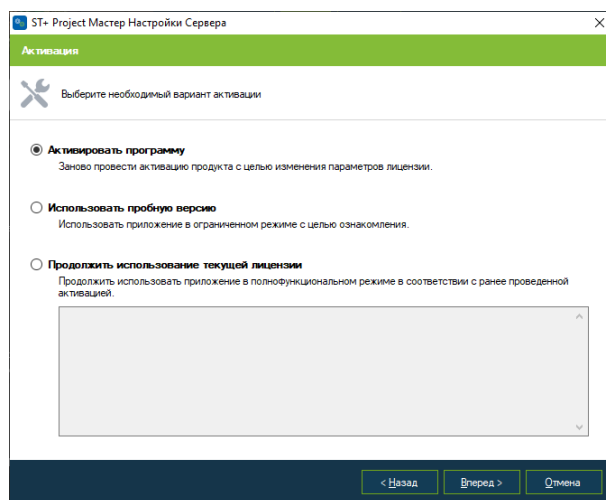 ST+ Project Мастер Настройки Сервера
Активация
Выберите необходимый вариант активации
Активировать программу
Заново провести активацию продукта с целью изменения параметров лицензии.
Использовать пробную версию
Использовать приложение в ограниченном режиме с целью ознакомления.
Продолжить использование текущей лицензии
Продолжить использовать приложение в полнофункциональном режиме в соответствии с ранее проведенной
активацией.
< Назад
Вперед >
Отмена